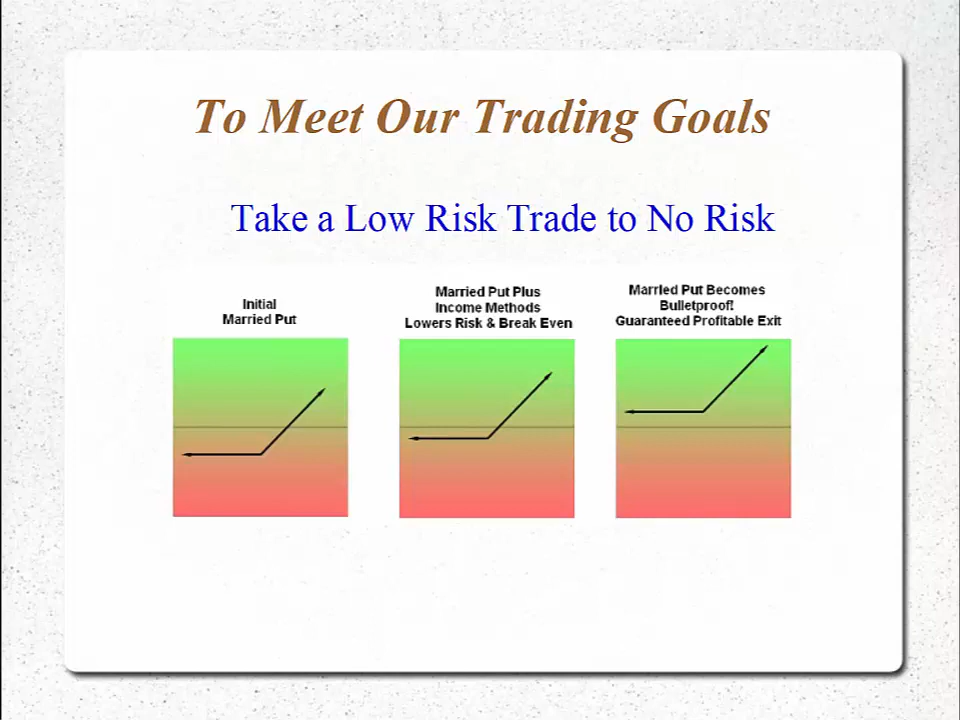 To Meet Our Trading Goals
Take a Low Risk Trade to No Risk
Initial
Married Put
Married Put Plus
Income Methods
Lowers Risk & Break Even
Married Put Becomes
Bulletproof!
Guaranteed Profitable Exit